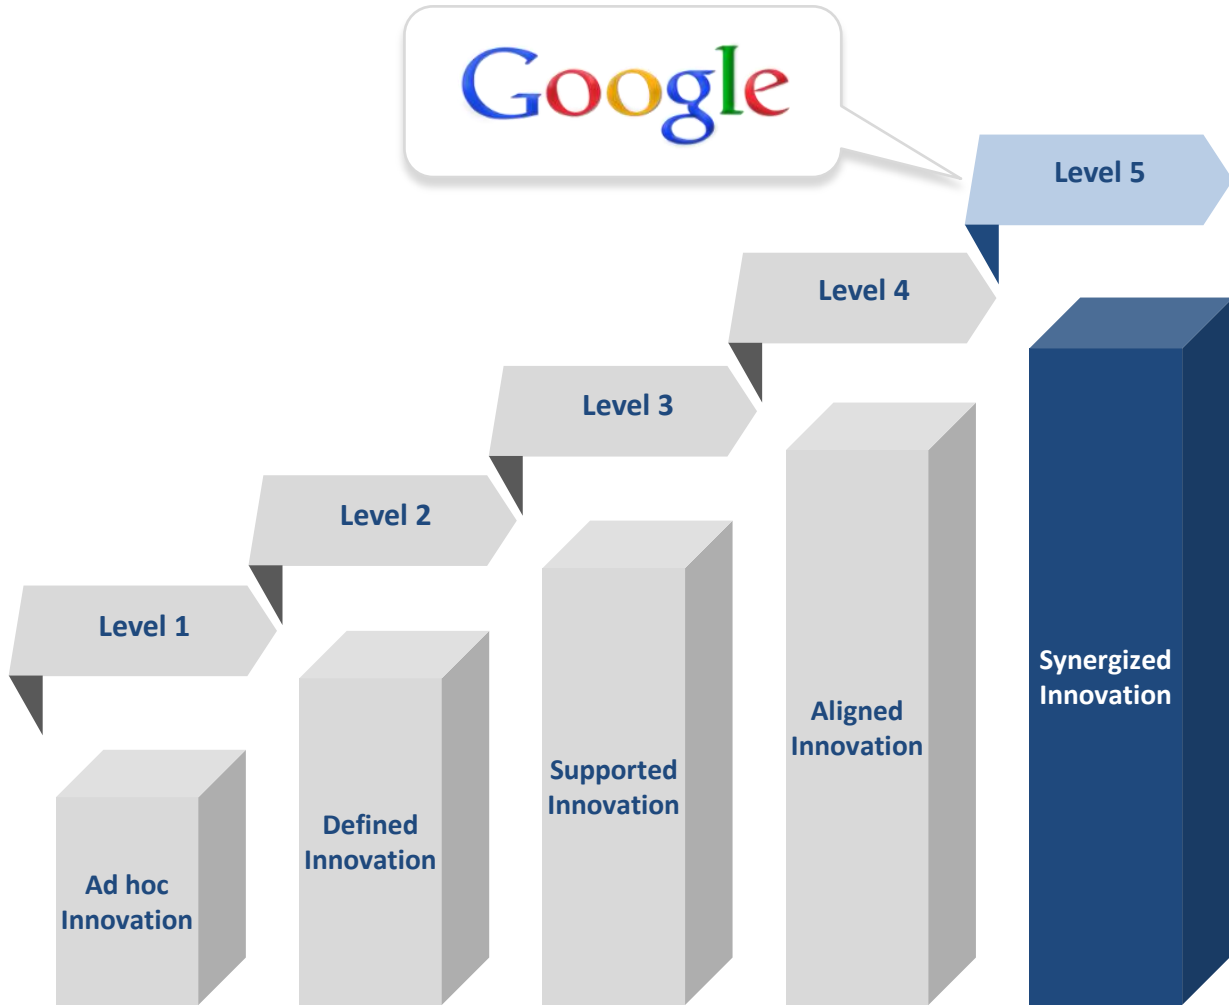 Google
Level 5
Level 4
Level 3
Level 2
Level 1
Synergized
Innovation
Aligned
Innovation
Supported
Innovation
Defined
Innovation
Ad hoc
Innovation